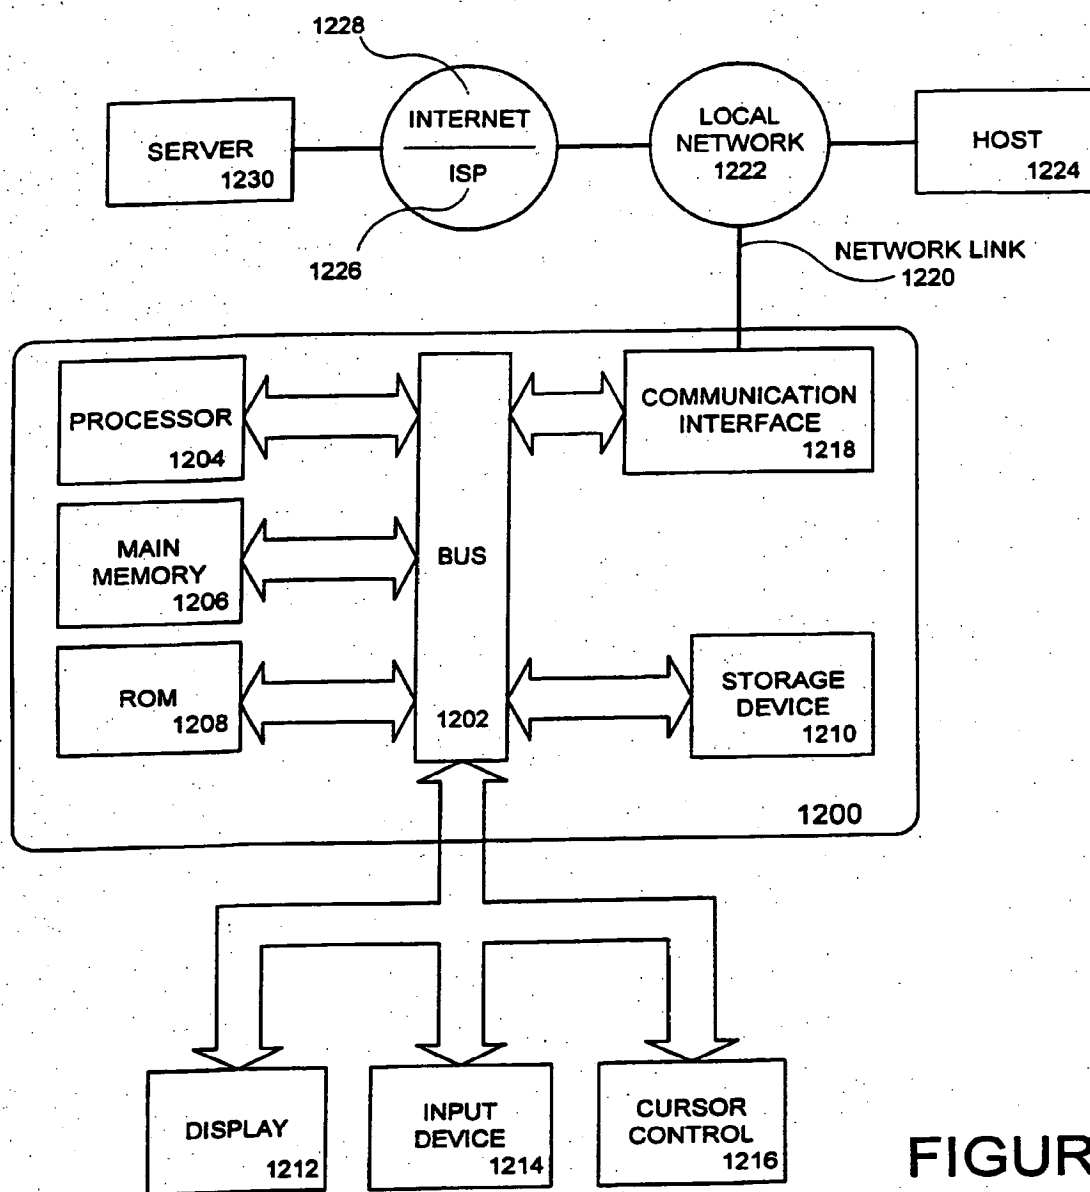 1228
SERVER
1230
INTERNET
ISP
1226
LOCAL
NETWORK
1222
HOST
1224
NETWORK LINK
1220
PROCESSOR
1204
MAIN
MEMORY
1206
ROM
1208
BUS
1202
COMMUNICATION
INTERFACE
1218
STORAGE
DEVICE
1210
1200
DISPLAY
1212
INPUT
DEVICE
1214
CURSOR
CONTROL
1216
FIGUR